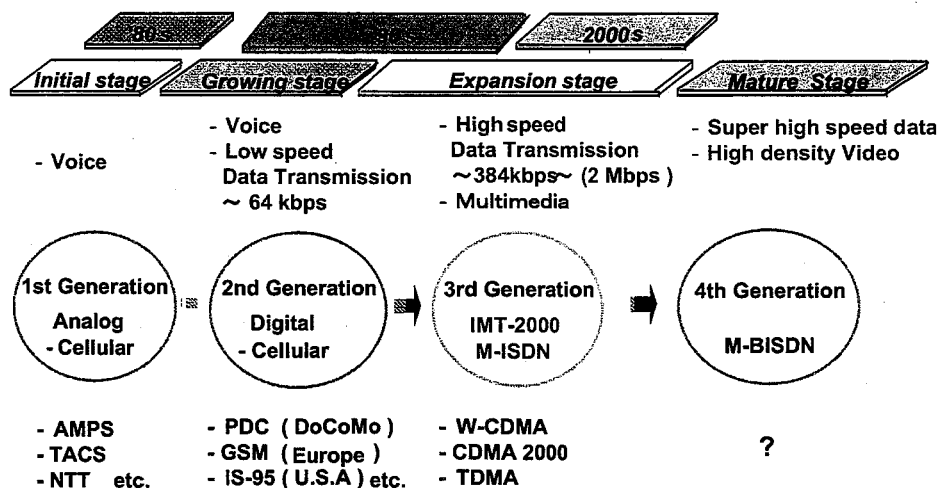 80s
2000s
Initial stage
Growing stage
Expansion stage
Mature Stage
- Voice
- Voice
- Low speed
Data Transmission
~ 64 kbps
- High speed
Data Transmission
~384kbps~ (2 Mbps )
- Multimedia
- Super high speed data
- High density Video
1st Generation
Analog
- Cellular
2nd Generation
Digital
- Cellular
3rd Generation
IMT-2000
M-ISDN
4th Generation
M-BISDN
- AMPS
- TACS
- NTT etc.
- PDC ( DoCoMo )
- GSM ( Europe )
- IS-95 ( U.S.A ) etc.
- W-CDMA
- CDMA 2000
- TDMA
?